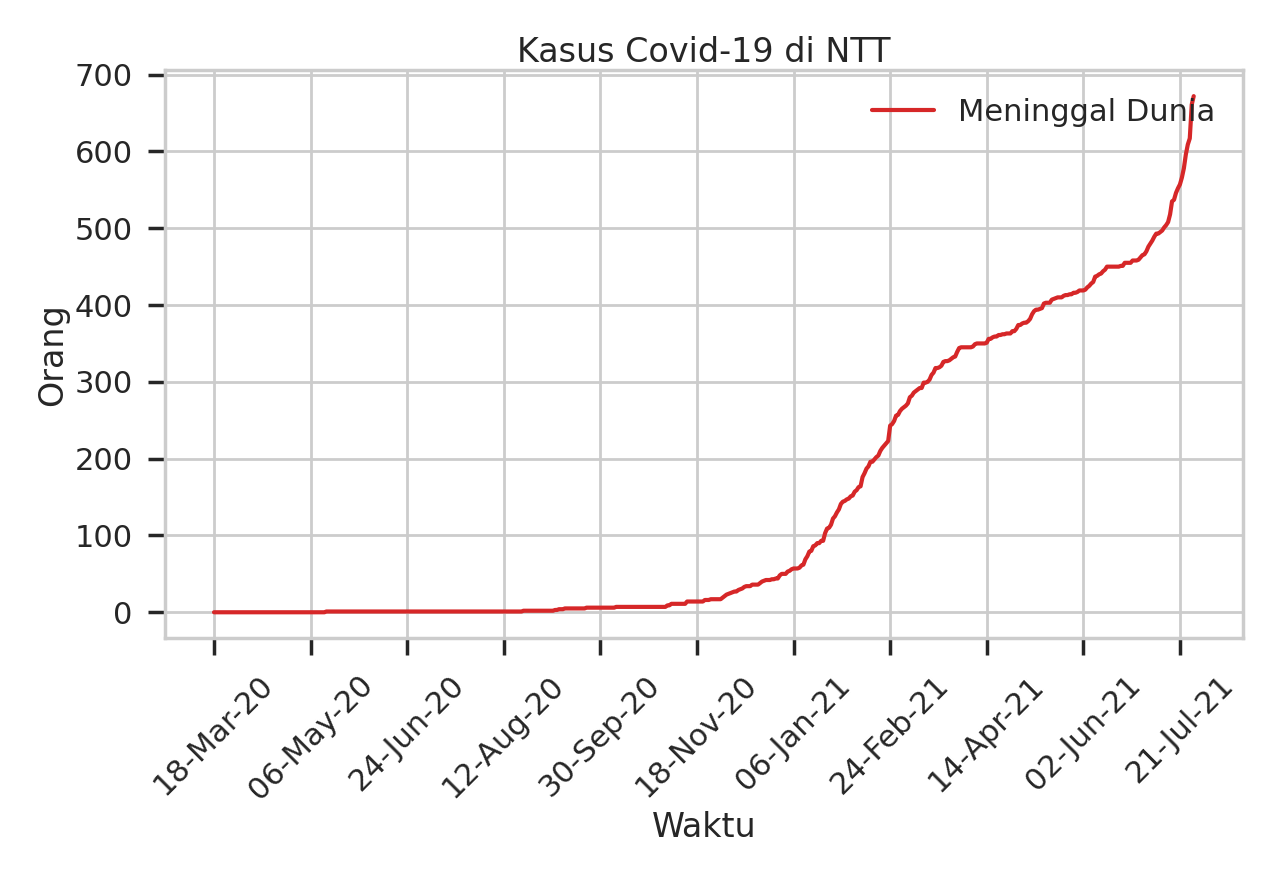 Kasus Covid-19 di NTT
Meninggal Dunia
700
600
500
400
300
200
100
0
Orang
18-Mar-20
06-May-20
24-Jun-20
12-Aug-20
30-Sep-20
18-Nov-20
06-Jan-21
24-Feb-21
14-Apr-21
02-Jun-21
21-Jul-21
Waktu